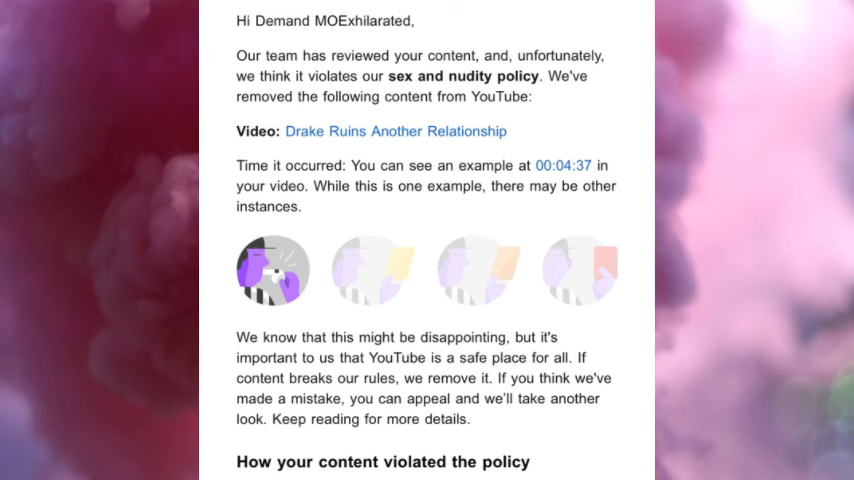 Hi Demand MOExhilarated,
Our team has reviewed your content, and, unfortunately,
we think it violates our sex and nudity policy. We've
removed the following content from YouTube:
Video: Drake Ruins Another Relationship
Time it occurred: You can see an example at 00:04:37 in
your video. While this is one example, there may be other
instances.
We know that this might be disappointing, but it's
important to us that YouTube is a safe place for all. If
content breaks our rules, we remove it. If you think we've
made a mistake, you can appeal and we'll take another
look. Keep reading for more details.
How your content violated the policy